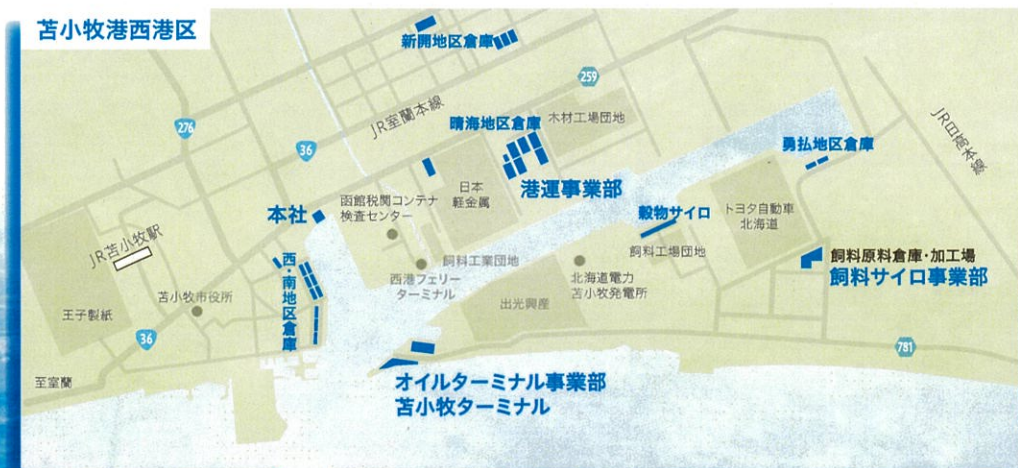 苫小牧港西港区
新開地区倉庫
259
JR室蘭本線
276
36
晴海地区倉庫
木材工場団地
JR日高本線
勇払地区倉庫
函館税関コンテナ
検査センター
日本
軽金属
港運事業部
本社
穀物サイロ
トヨタ自動車
北海道
JR苫小牧駅
西・南地区倉庫
飼料工業団地
飼料工場団地
飼料原料倉庫・加工場
飼料サイロ事業部
西港フェリー
ターミナル
北海道電力
苫小牧発電所
苫小牧市役所
出光興産
王子製紙
36
781
至室蘭
オイルターミナル事業部
苫小牧ターミナル